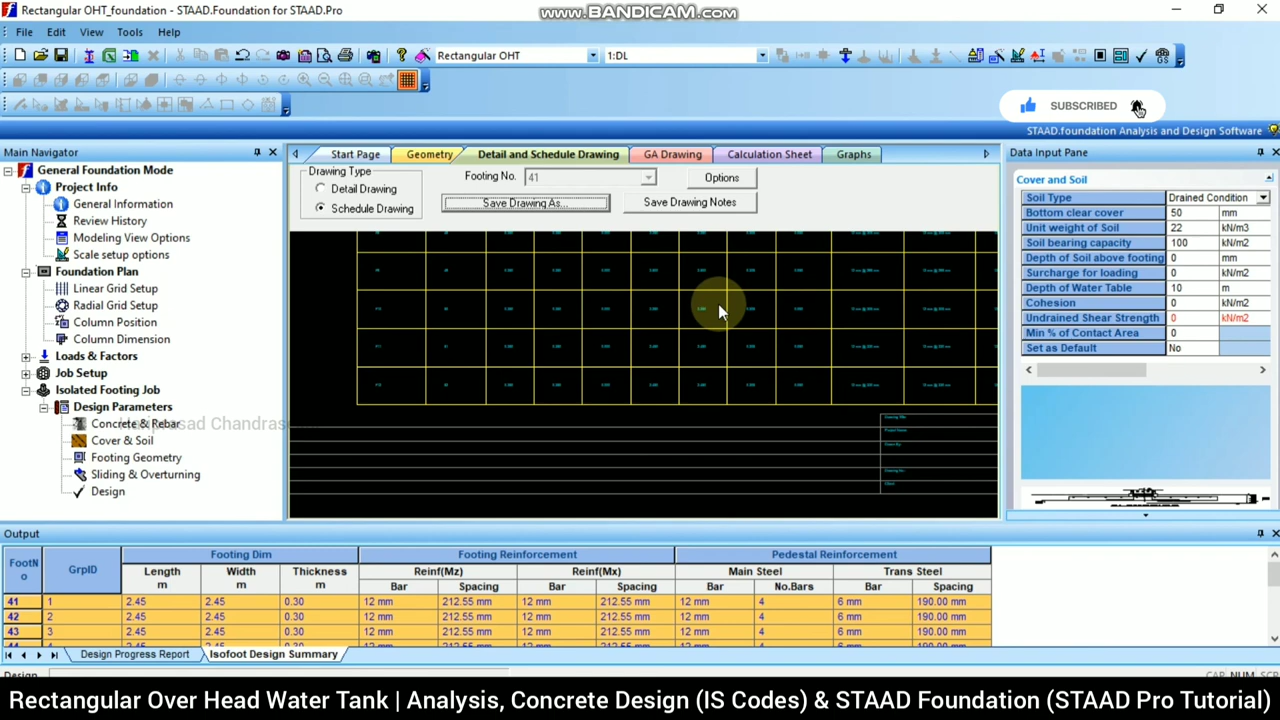 Rectangular OHT_foundation * - STAAD.Foundation for STAAD.Pro
www.BANDICAM.com
File Edit View Tools Help
Rectangular OHT 1:DL
SUBSCRIBED
STAAD.foundation Analysis and Design Software
Main Navigator
General Foundation Mode
Project Info
General Information
Review History
Modeling View Options
Scale setup options
Foundation Plan
Linear Grid Setup
Radial Grid Setup
Column Position
Column Dimension
Loads & Factors
Job Setup
Isolated Footing Job
Design Parameters
Concrete & Rebar
Cover & Soil
Footing Geometry
Sliding & Overturning
Design
Start Page Geometry Detail and Schedule Drawing GA Drawing Calculation Sheet Graphs
Drawing Type
Detail Drawing
Schedule Drawing
Footing No. 41 Options
Save Drawing As... Save Drawing Notes
Data Input Pane
Cover and Soil
Soil Type Drained Condition
Bottom clear cover 50 mm
Unit weight of Soil 22 kN/m3
Soil bearing capacity 100 kN/m2
Depth of Soil above footing 0 mm
Surcharge for loading 0 kN/m2
Depth of Water Table 10 m
Cohesion 0 kN/m2
Undrained Shear Strength 0 kN/m2
Min % of Contact Area 0
Set as Default No
Output
FootNo GrpID Footing Dim Footing Reinforcement Pedestal Reinforcement
Length m Width m Thickness m Reinf(Mz) Reinf(Mx) Main Steel Trans Steel
Bar Spacing Bar Spacing Bar No.Bars Bar Spacing
41 1 2.45 2.45 0.30 12 mm 212.55 mm 12 mm 212.55 mm 12 mm 4 6 mm 190.00 mm
42 2 2.45 2.45 0.30 12 mm 212.55 mm 12 mm 212.55 mm 12 mm 4 6 mm 190.00 mm
43 3 2.45 2.45 0.30 12 mm 212.55 mm 12 mm 212.55 mm 12 mm 4 6 mm 190.00 mm
Design Progress Report Isofoot Design Summary
CAP NUM SCR
Rectangular Over Head Water Tank | Analysis, Concrete Design (IS Codes) & STAAD Foundation (STAAD Pro Tutorial)